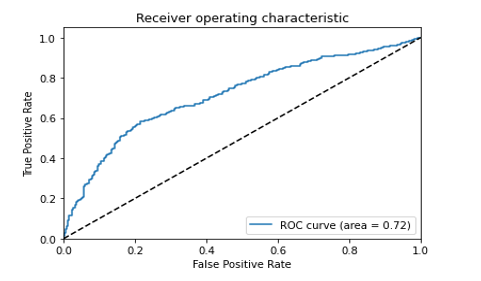 Receiver operating characteristic
1.0
0.8
0.6
0.4
0.2
0.0
True Positive Rate
ROC curve (area = 0.72)
0.0 0.2 0.4 0.6 0.8 1.0
False Positive Rate